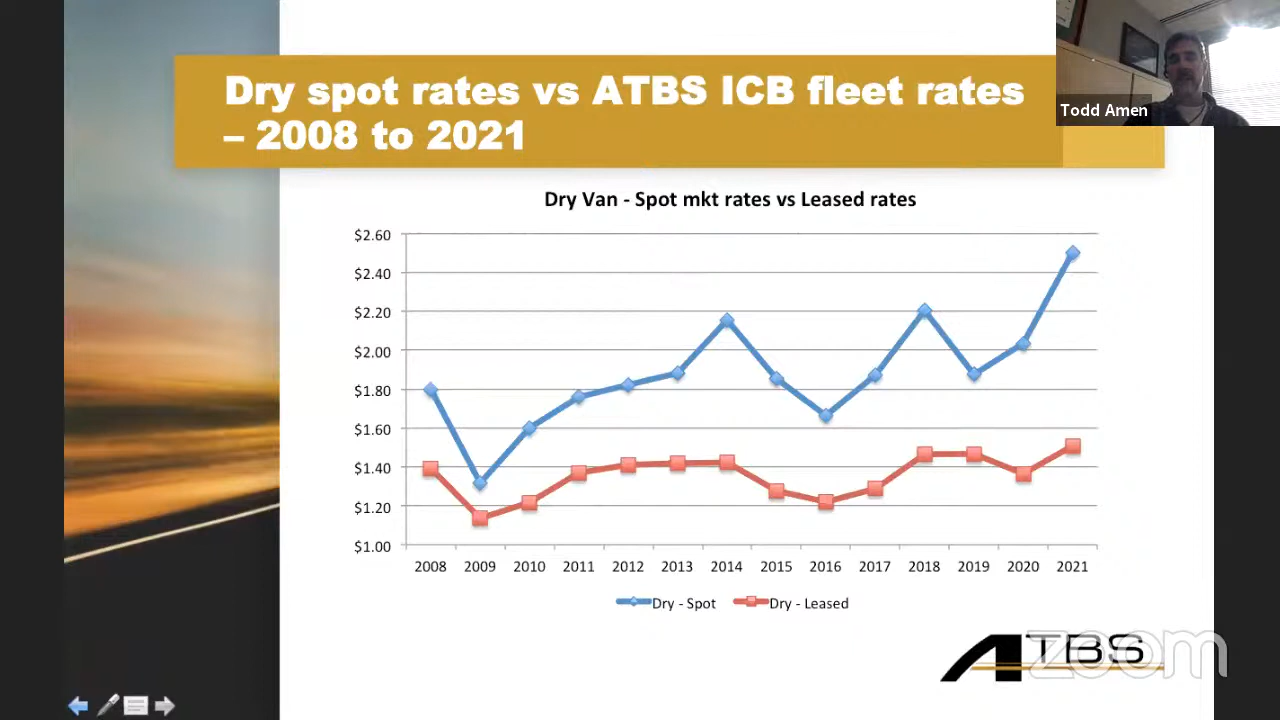 Dry spot rates vs ATBS ICB fleet rates
– 2008 to 2021
Todd Amen
Dry Van - Spot mkt rates vs Leased rates
$2.60
$2.40
$2.20
$2.00
$1.80
$1.60
$1.40
$1.20
$1.00
2008 2009 2010 2011 2012 2013 2014 2015 2016 2017 2018 2019 2020 2021
Dry - Spot Dry - Leased
ATBS
zoom